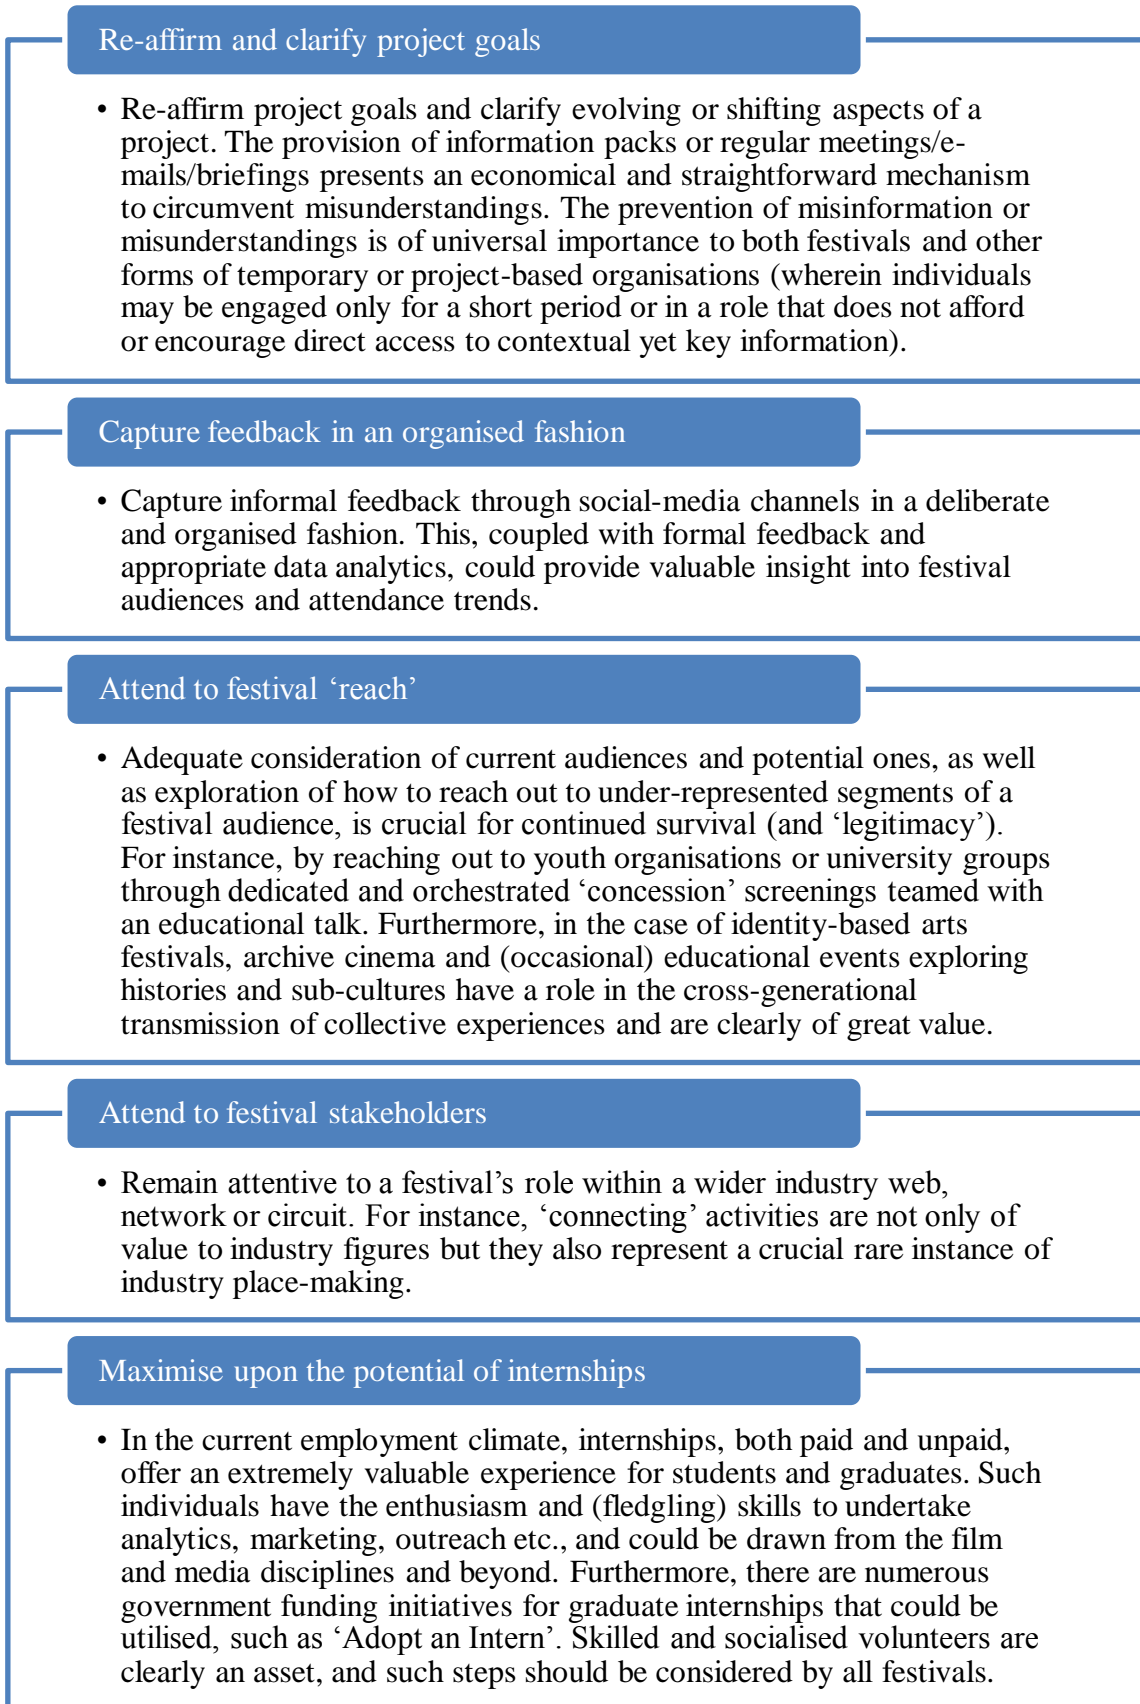 Re-affirm and clarify project goals
• Re-affirm project goals and clarify evolving or shifting aspects of a
project. The provision of information packs or regular meetings/e-
mails/briefings presents an economical and straightforward mechanism
to circumvent misunderstandings. The prevention of misinformation or
misunderstandings is of universal importance to both festivals and other
forms of temporary or project-based organisations (wherein individuals
may be engaged only for a short period or in a role that does not afford
or encourage direct access to contextual yet key information).
Capture feedback in an organised fashion
• Capture informal feedback through social-media channels in a deliberate
and organised fashion. This, coupled with formal feedback and
appropriate data analytics, could provide valuable insight into festival
audiences and attendance trends.
Attend to festival ‘reach’
• Adequate consideration of current audiences and potential ones, as well
as exploration of how to reach out to under-represented segments of a
festival audience, is crucial for continued survival (and ‘legitimacy’).
For instance, by reaching out to youth organisations or university groups
through dedicated and orchestrated ‘concession’ screenings teamed with
an educational talk. Furthermore, in the case of identity-based arts
festivals, archive cinema and (occasional) educational events exploring
histories and sub-cultures have a role in the cross-generational
transmission of collective experiences and are clearly of great value.
Attend to festival stakeholders
• Remain attentive to a festival’s role within a wider industry web,
network or circuit. For instance, ‘connecting’ activities are not only of
value to industry figures but they also represent a crucial rare instance of
industry place-making.
Maximise upon the potential of internships
• In the current employment climate, internships, both paid and unpaid,
offer an extremely valuable experience for students and graduates. Such
individuals have the enthusiasm and (fledgling) skills to undertake
analytics, marketing, outreach etc., and could be drawn from the film
and media disciplines and beyond. Furthermore, there are numerous
government funding initiatives for graduate internships that could be
utilised, such as ‘Adopt an Intern’. Skilled and socialised volunteers are
clearly an asset, and such steps should be considered by all festivals.